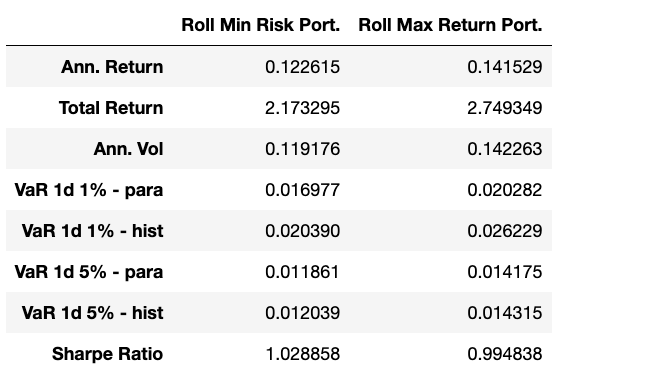 Roll Min Risk Port. Roll Max Return Port.
Ann. Return 0.122615 0.141529
Total Return 2.173295 2.749349
Ann. Vol 0.119176 0.142263
VaR 1d 1% - para 0.016977 0.020282
VaR 1d 1% - hist 0.020390 0.026229
VaR 1d 5% - para 0.011861 0.014175
VaR 1d 5% - hist 0.012039 0.014315
Sharpe Ratio 1.028858 0.994838